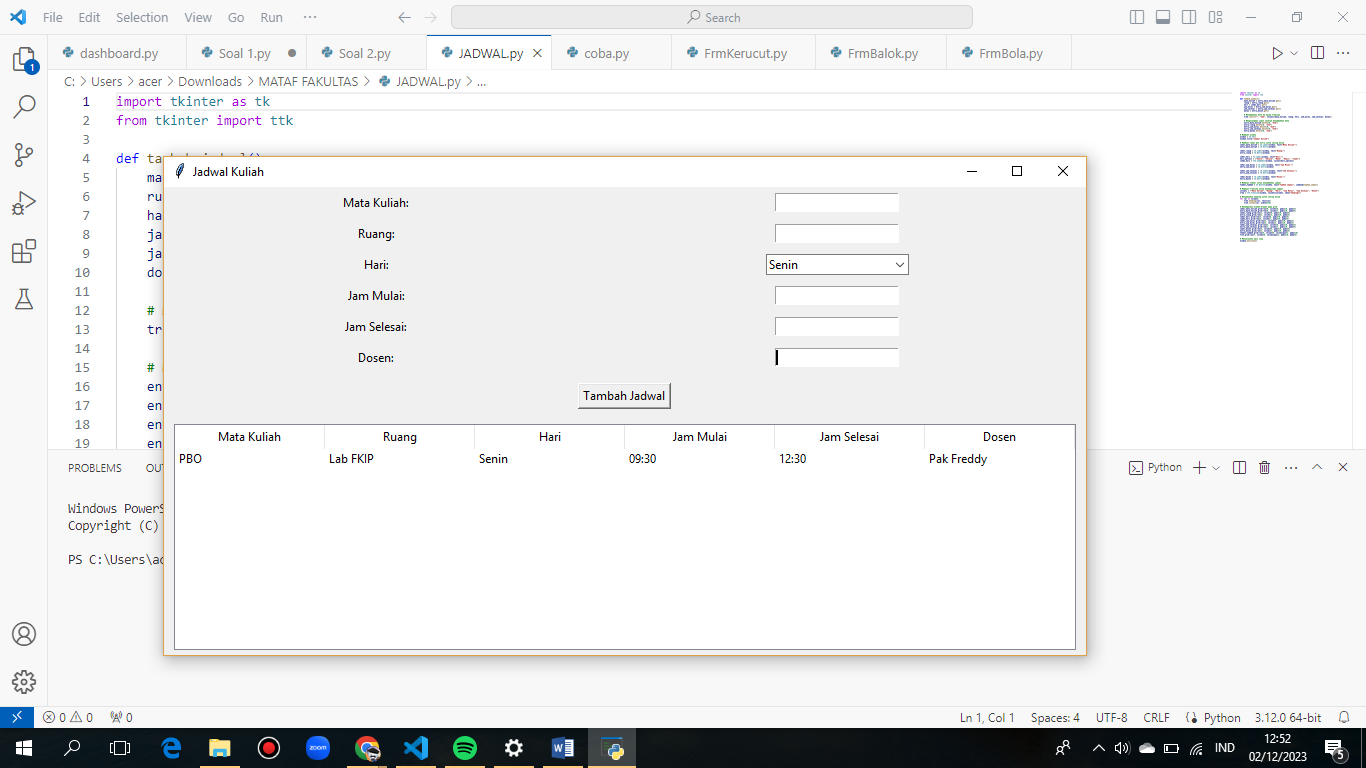 File Edit Selection View Go Run ··· Search
dashboard.py Soal 1.py Soal 2.py JADWAL.py coba.py FrmKerucut.py FrmBalok.py FrmBola.py
C: > Users > acer > Downloads > MATAF FAKULTAS > JADWAL.py > ...
1 import tkinter as tk
2 from tkinter import ttk
3
4 def
Jadwal Kuliah
5 ma
Mata Kuliah:
6 ru
7 ha
Ruang:
8 ja
9 ja
Hari:
10 do
11
Jam Mulai:
12 #
13 tr
Jam Selesai:
14
15 #
Dosen:
16 en
17 en
18 en
19 en
Senin
Tambah Jadwal
Mata Kuliah Ruang Hari Jam Mulai Jam Selesai Dosen
PBO Lab FKIP Senin 09:30 12:30 Pak Freddy
PROBLEMS OU
Python
Windows PowerS
Copyright (C)
PS C:\Users\ac
1
0 0 0
Ln 1, Col 1 Spaces: 4 UTF-8 CRLF Python 3.12.0 64-bit
zoom
IND
12:52
02/12/2023
5